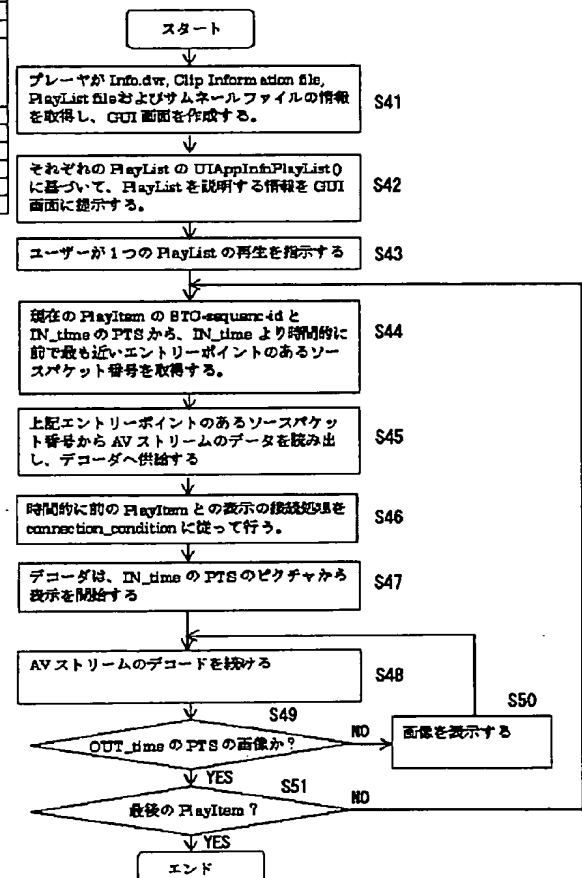 スタート
プレーヤが Info.dvr, Clip Information file,
PlayList fileおよびサムネールファイルの情報
を取得し、GUI 画面を作成する。
S41
それぞれの PlayList の UIAppInfoPlayList()
に基づいて、PlayList を説明する情報を GUI
画面に提示する。
S42
ユーザーが 1 つの PlayList の再生を指示する
S43
現在の PlayItem の STC-sequenc-id と
IN_time の PTS から、IN_time より時間的に
前で最も近いエントリーポイントのあるソー
スパケット番号を取得する。
S44
上記エントリーポイントのあるソースパケッ
ト番号から AV ストリームのデータを読み出
し、デコーダへ供給する
S45
時間的に前の PlayItem との表示の接続処理を
connection_condition に従って行う。
S46
デコーダは、IN_time の PTS のピクチャから
表示を開始する
S47
AV ストリームのデコードを続ける
S48
S49
OUT_time の PTS の画像か？
NO
S50
画像を表示する
YES
S51
最後の PlayItem？
NO
YES
エンド